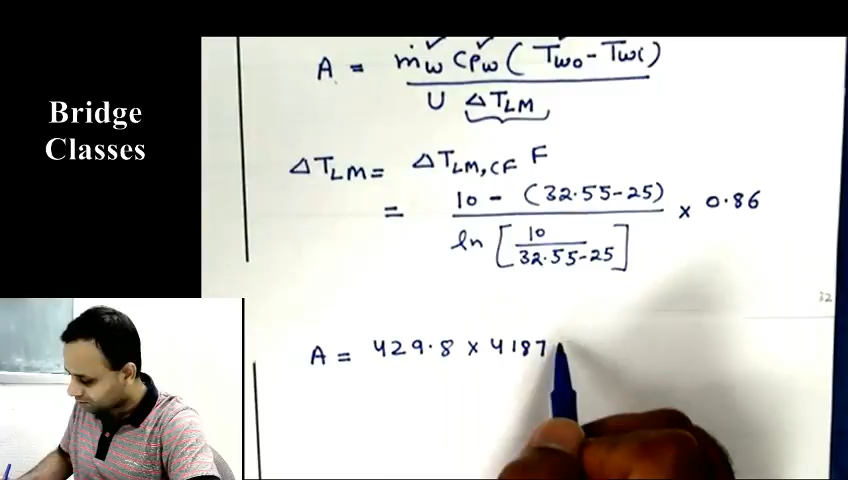 Bridge
Classes
A = ṁw Cpw (Two - Twi)
U ΔTLM
ΔTLM = ΔTLM,CF F
= 10 - (32.55-25) × 0.86
ln [10
32.55-25]
32
A = 429.8 × 4187